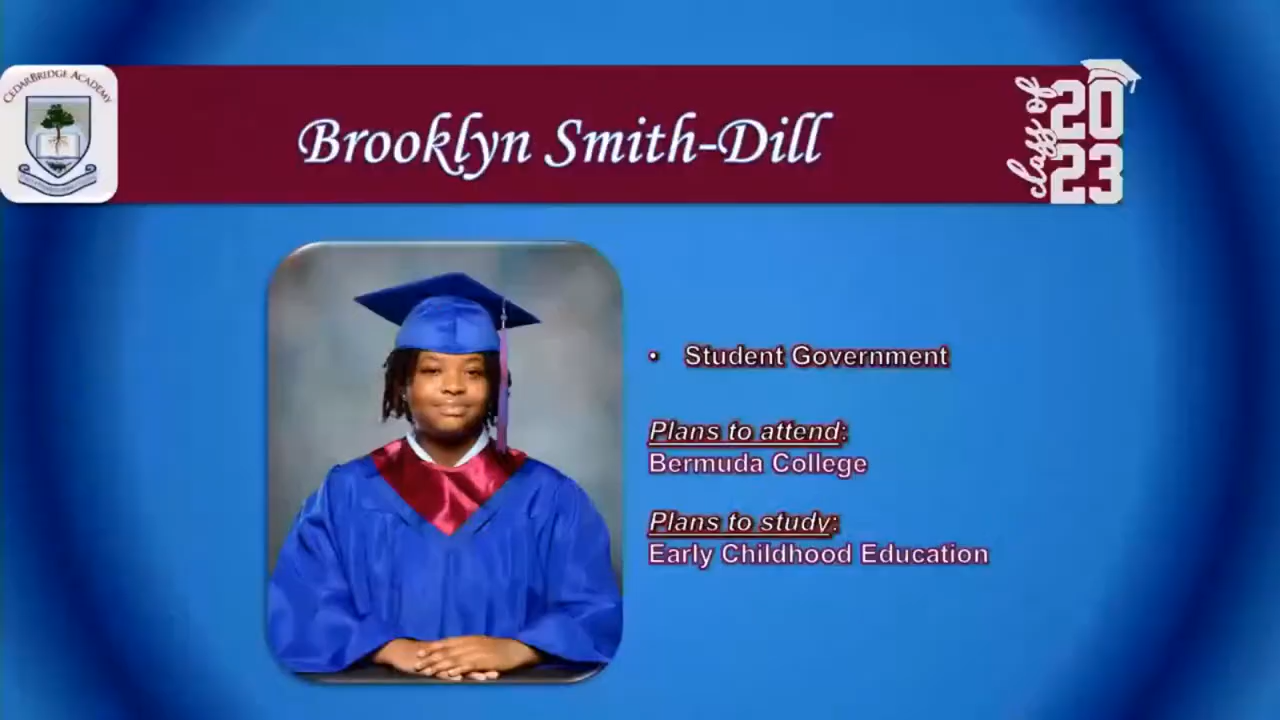 CEDARBRIDGE ACADEMY
Brooklyn Smith-Dill
class of
20
23
• Student Government
Plans to attend:
Bermuda College
Plans to study:
Early Childhood Education